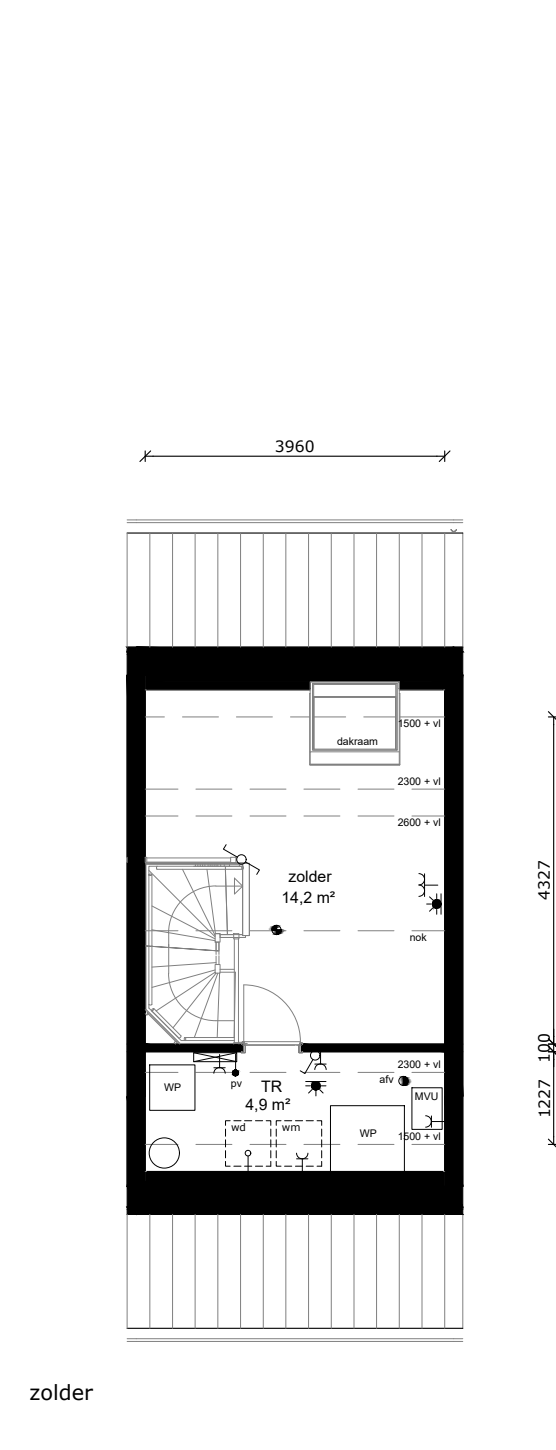 3960
dakraam
1500 + vl
2300 + vl
2600 + vl
zolder
14,2 m²
nok
4327
100
1227
2300 + vl
WP
pv
TR
4,9 m²
afv
MVU
wd
wm
WP
1500 + vl
zolder